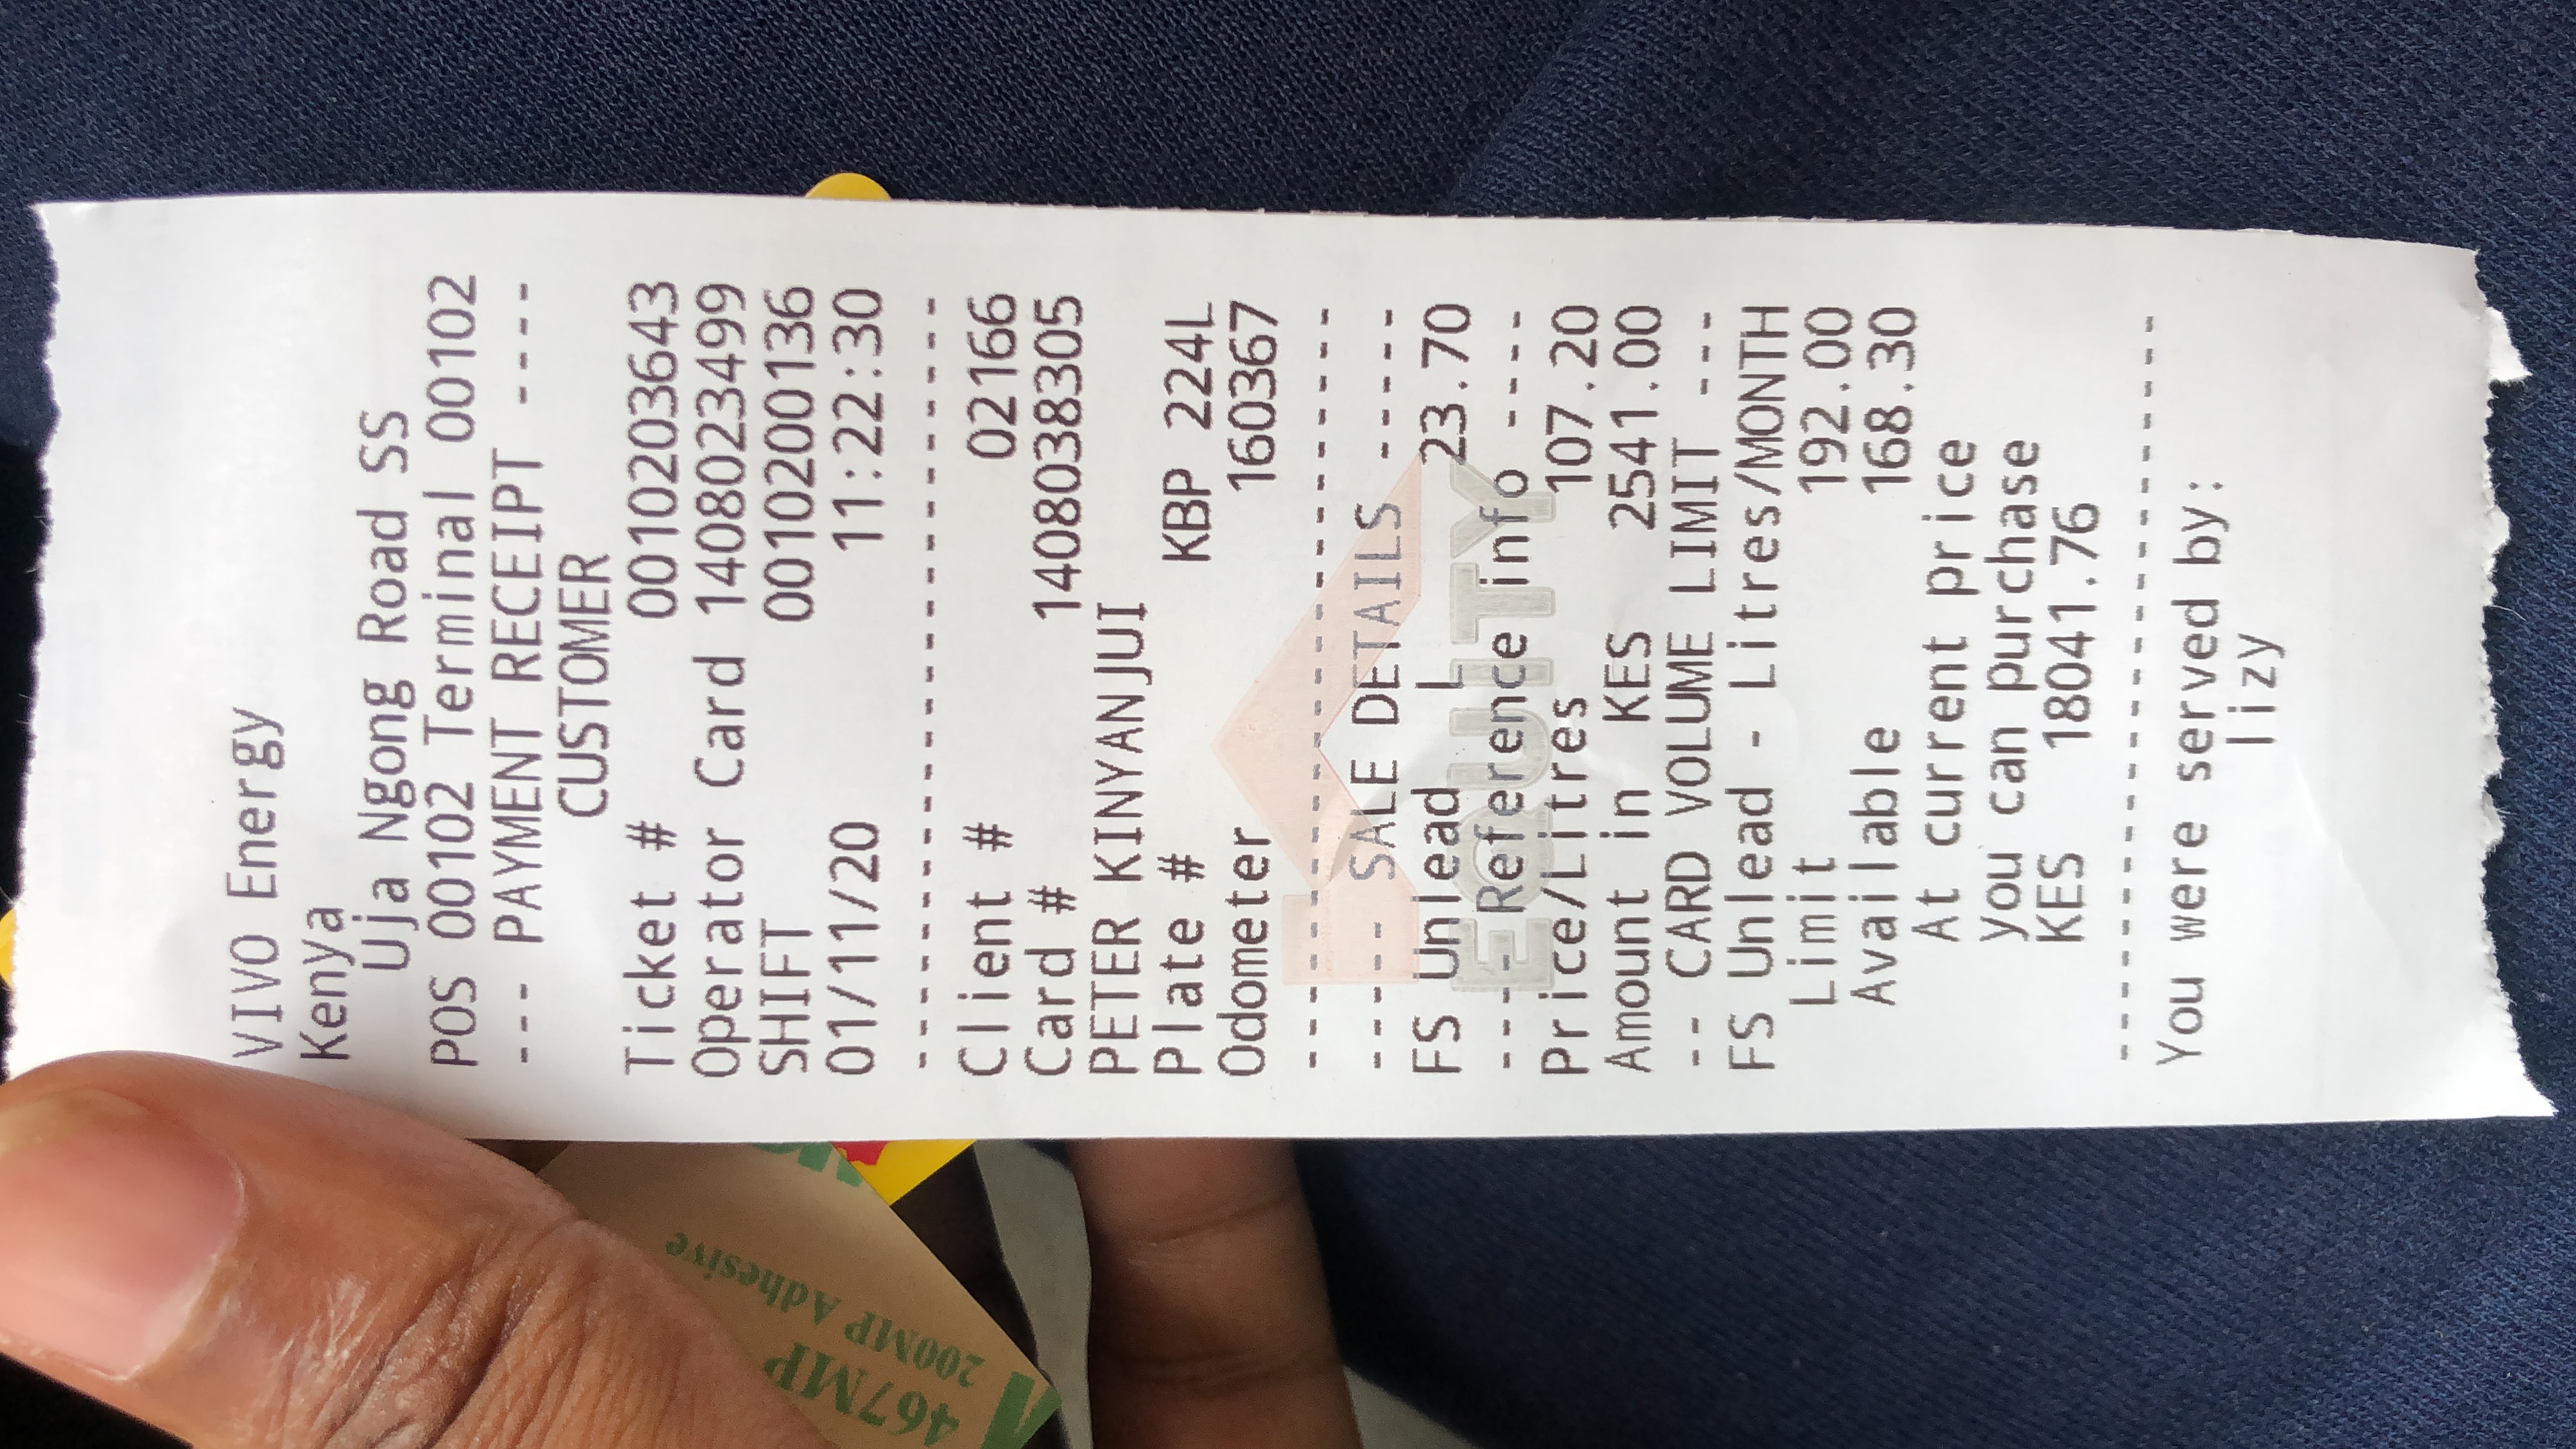 VIVO Energy
Kenya
Uja Ngong Road SS
POS 00102 Terminal 00102
--- PAYMENT RECEIPT ----
CUSTOMER
Ticket # 0010203643
Operator Card 1408023499
SHIFT 0010200136
01/11/20 11:22:30
-------------------------
Client # 02166
Card # 1408038305
PETER KINYANJUI
Plate # KBP 224L
Odometer 160367
-------------------------
----- SALE DETAILS -----
FS Unlead L 23.70
---- Reference info ----
Price/Litres 107.20
Amount in KES 2541.00
-- CARD VOLUME LIMIT ---
FS Unlead - Litres/MONTH
Limit 192.00
Available 168.30
At current price
you can purchase
KES 18041.76
------------------------
You were served by:
lizy
EQUITY
467MP
200MP Adhesive